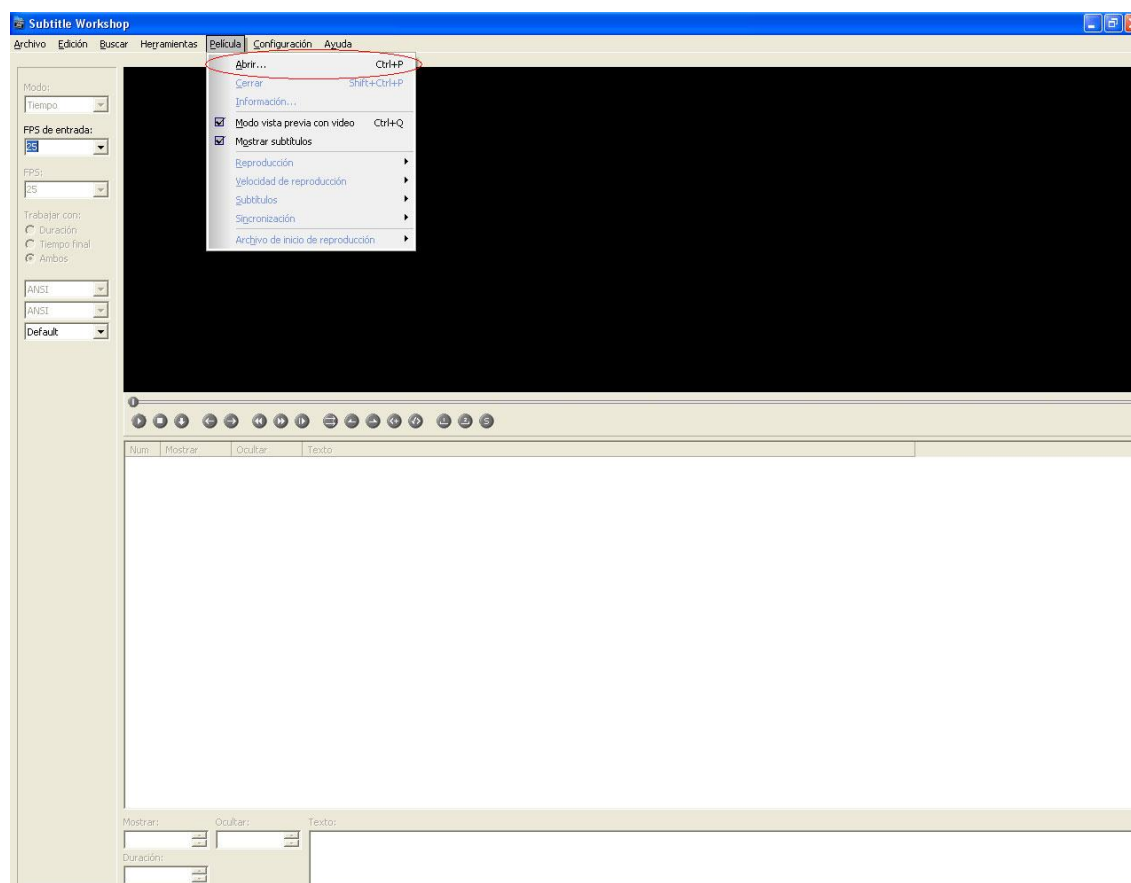 Subtitle Workshop
Archivo Edición Buscar Herramientas Película Configuración Ayuda
Abrir... Ctrl+P
Cerrar Shift+Ctrl+P
Información...
Modo vista previa con video Ctrl+Q
Mostrar subtítulos
Reproducción
Velocidad de reproducción
Subtítulos
Sincronización
Archivo de inicio de reproducción
Modo:
Tiempo
FPS de entrada:
25
FPS:
25
Trabajar con:
Duración
Tiempo final
Ambos
ANSI
ANSI
Default
Num Mostrar Ocultar Texto
Mostrar: Ocultar: Texto:
Duración: